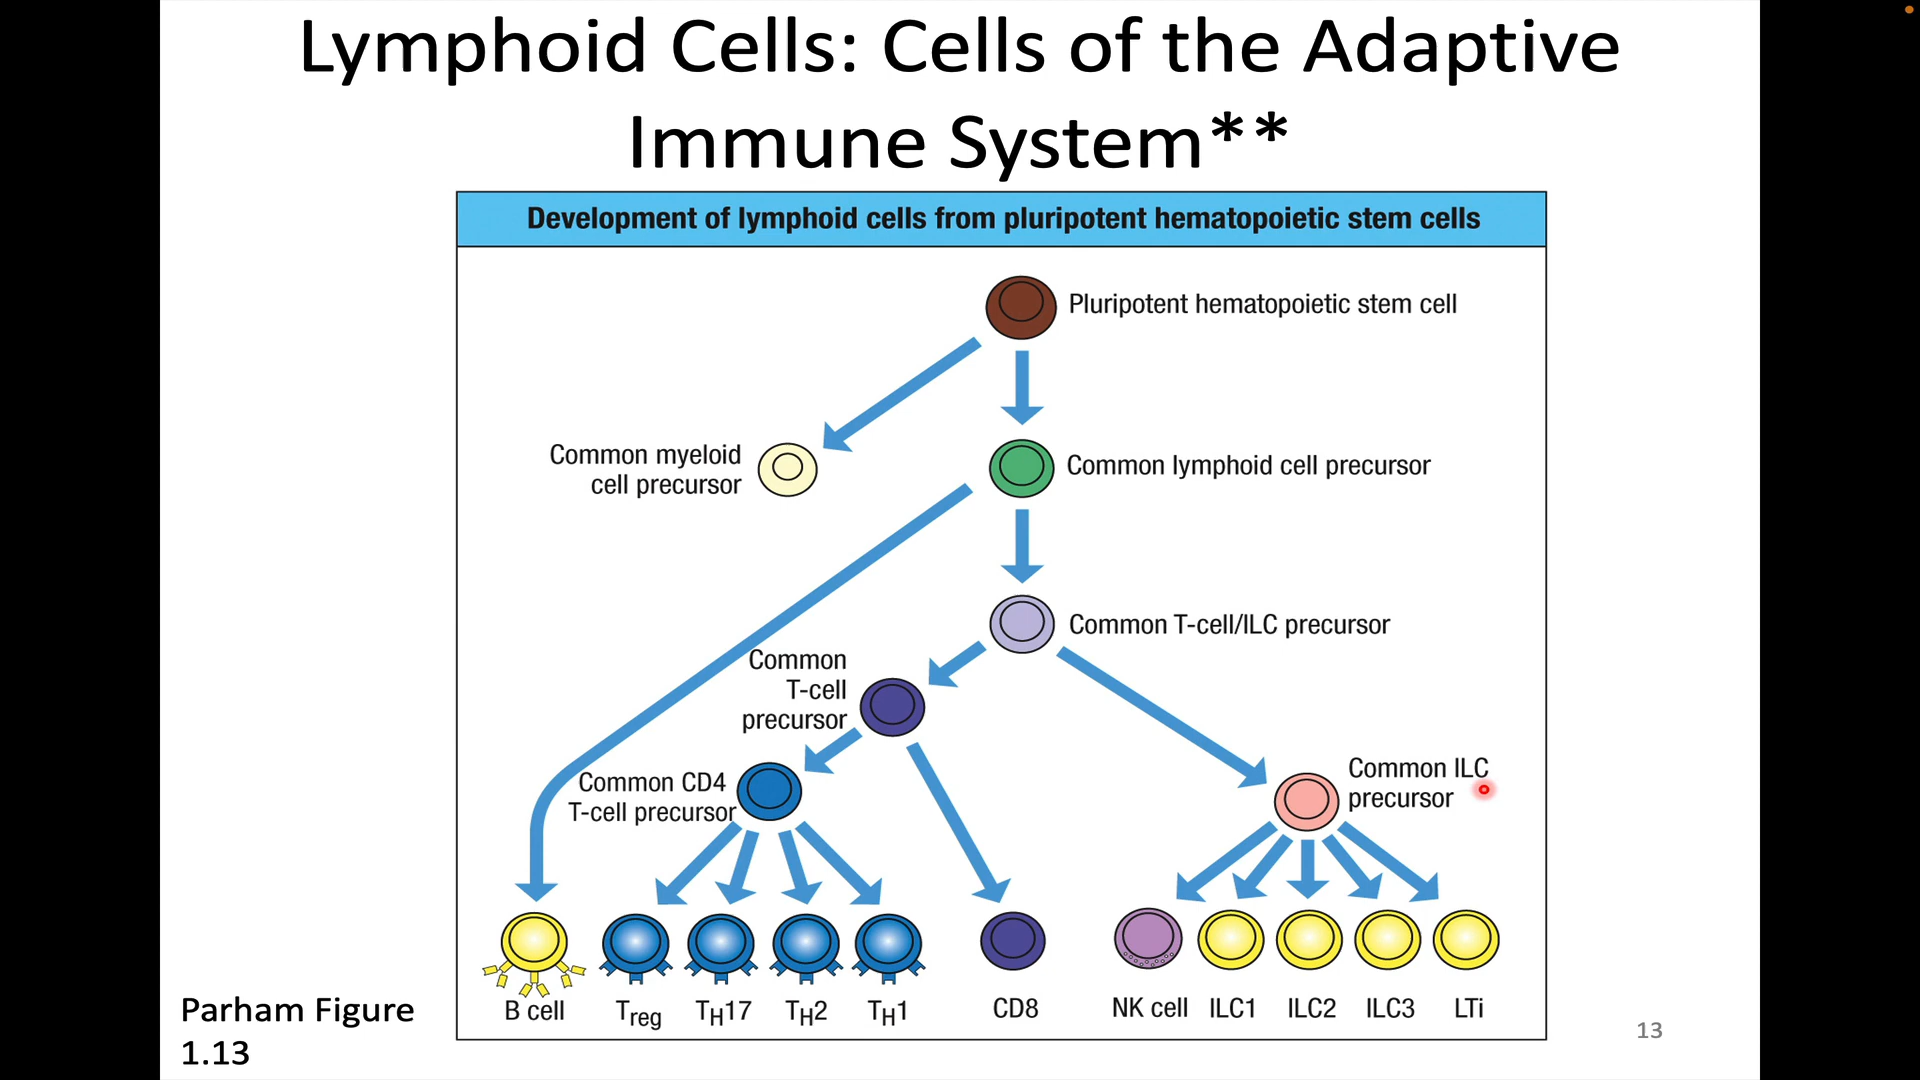 Lymphoid Cells: Cells of the Adaptive
Immune System**
Development of lymphoid cells from pluripotent hematopoietic stem cells
Pluripotent hematopoietic stem cell
Common myeloid
cell precursor
Common lymphoid cell precursor
Common T-cell/ILC precursor
Common
T-cell
precursor
Common CD4
T-cell precursor
Common ILC
precursor
B cell
Treg
TH17
TH2
TH1
CD8
NK cell
ILC1
ILC2
ILC3
LTi
Parham Figure
1.13
13